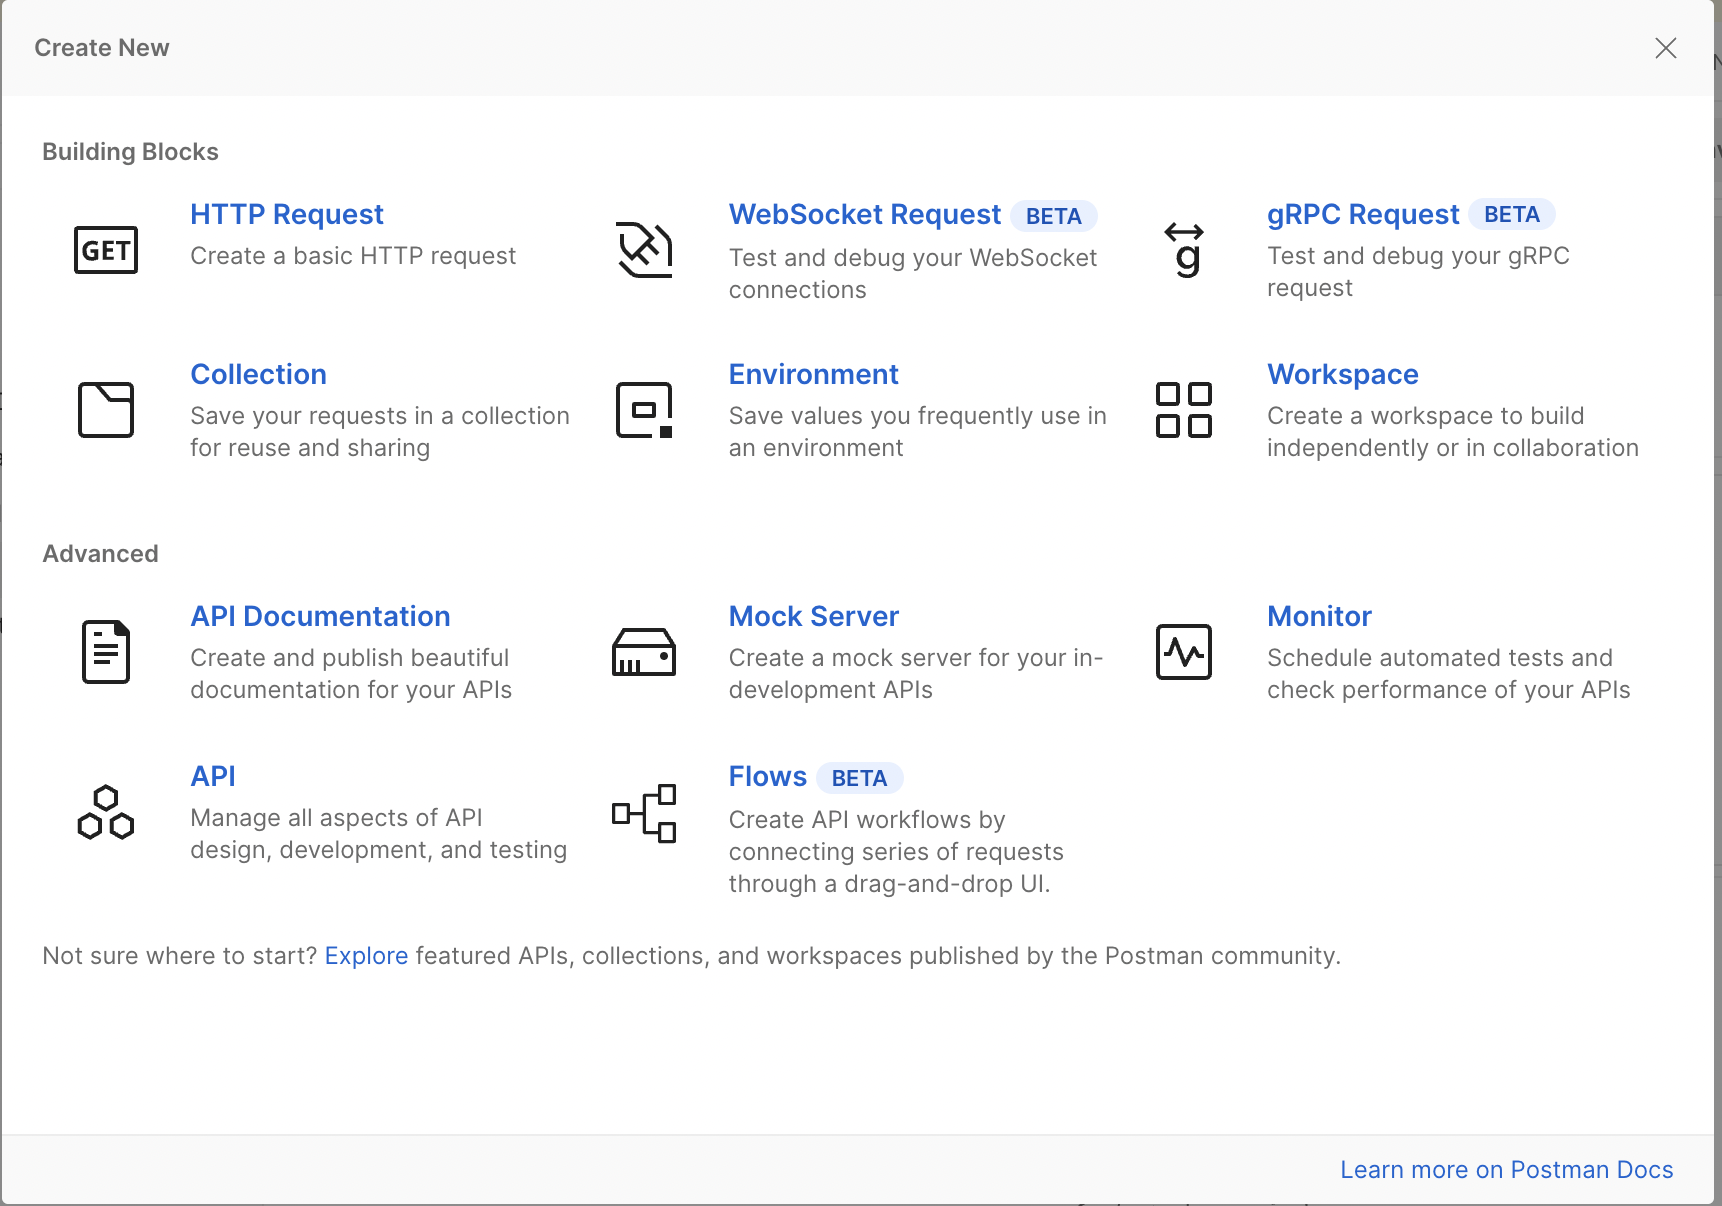 Create New
Building Blocks
GET
HTTP Request
Create a basic HTTP request
WebSocket Request BETA
Test and debug your WebSocket
connections
g
gRPC Request BETA
Test and debug your gRPC
request
Collection
Save your requests in a collection
for reuse and sharing
Environment
Save values you frequently use in
an environment
Workspace
Create a workspace to build
independently or in collaboration
Advanced
API Documentation
Create and publish beautiful
documentation for your APIs
Mock Server
Create a mock server for your in-
development APIs
Monitor
Schedule automated tests and
check performance of your APIs
API
Manage all aspects of API
design, development, and testing
Flows BETA
Create API workflows by
connecting series of requests
through a drag-and-drop UI.
Not sure where to start? Explore featured APIs, collections, and workspaces published by the Postman community.
Learn more on Postman Docs